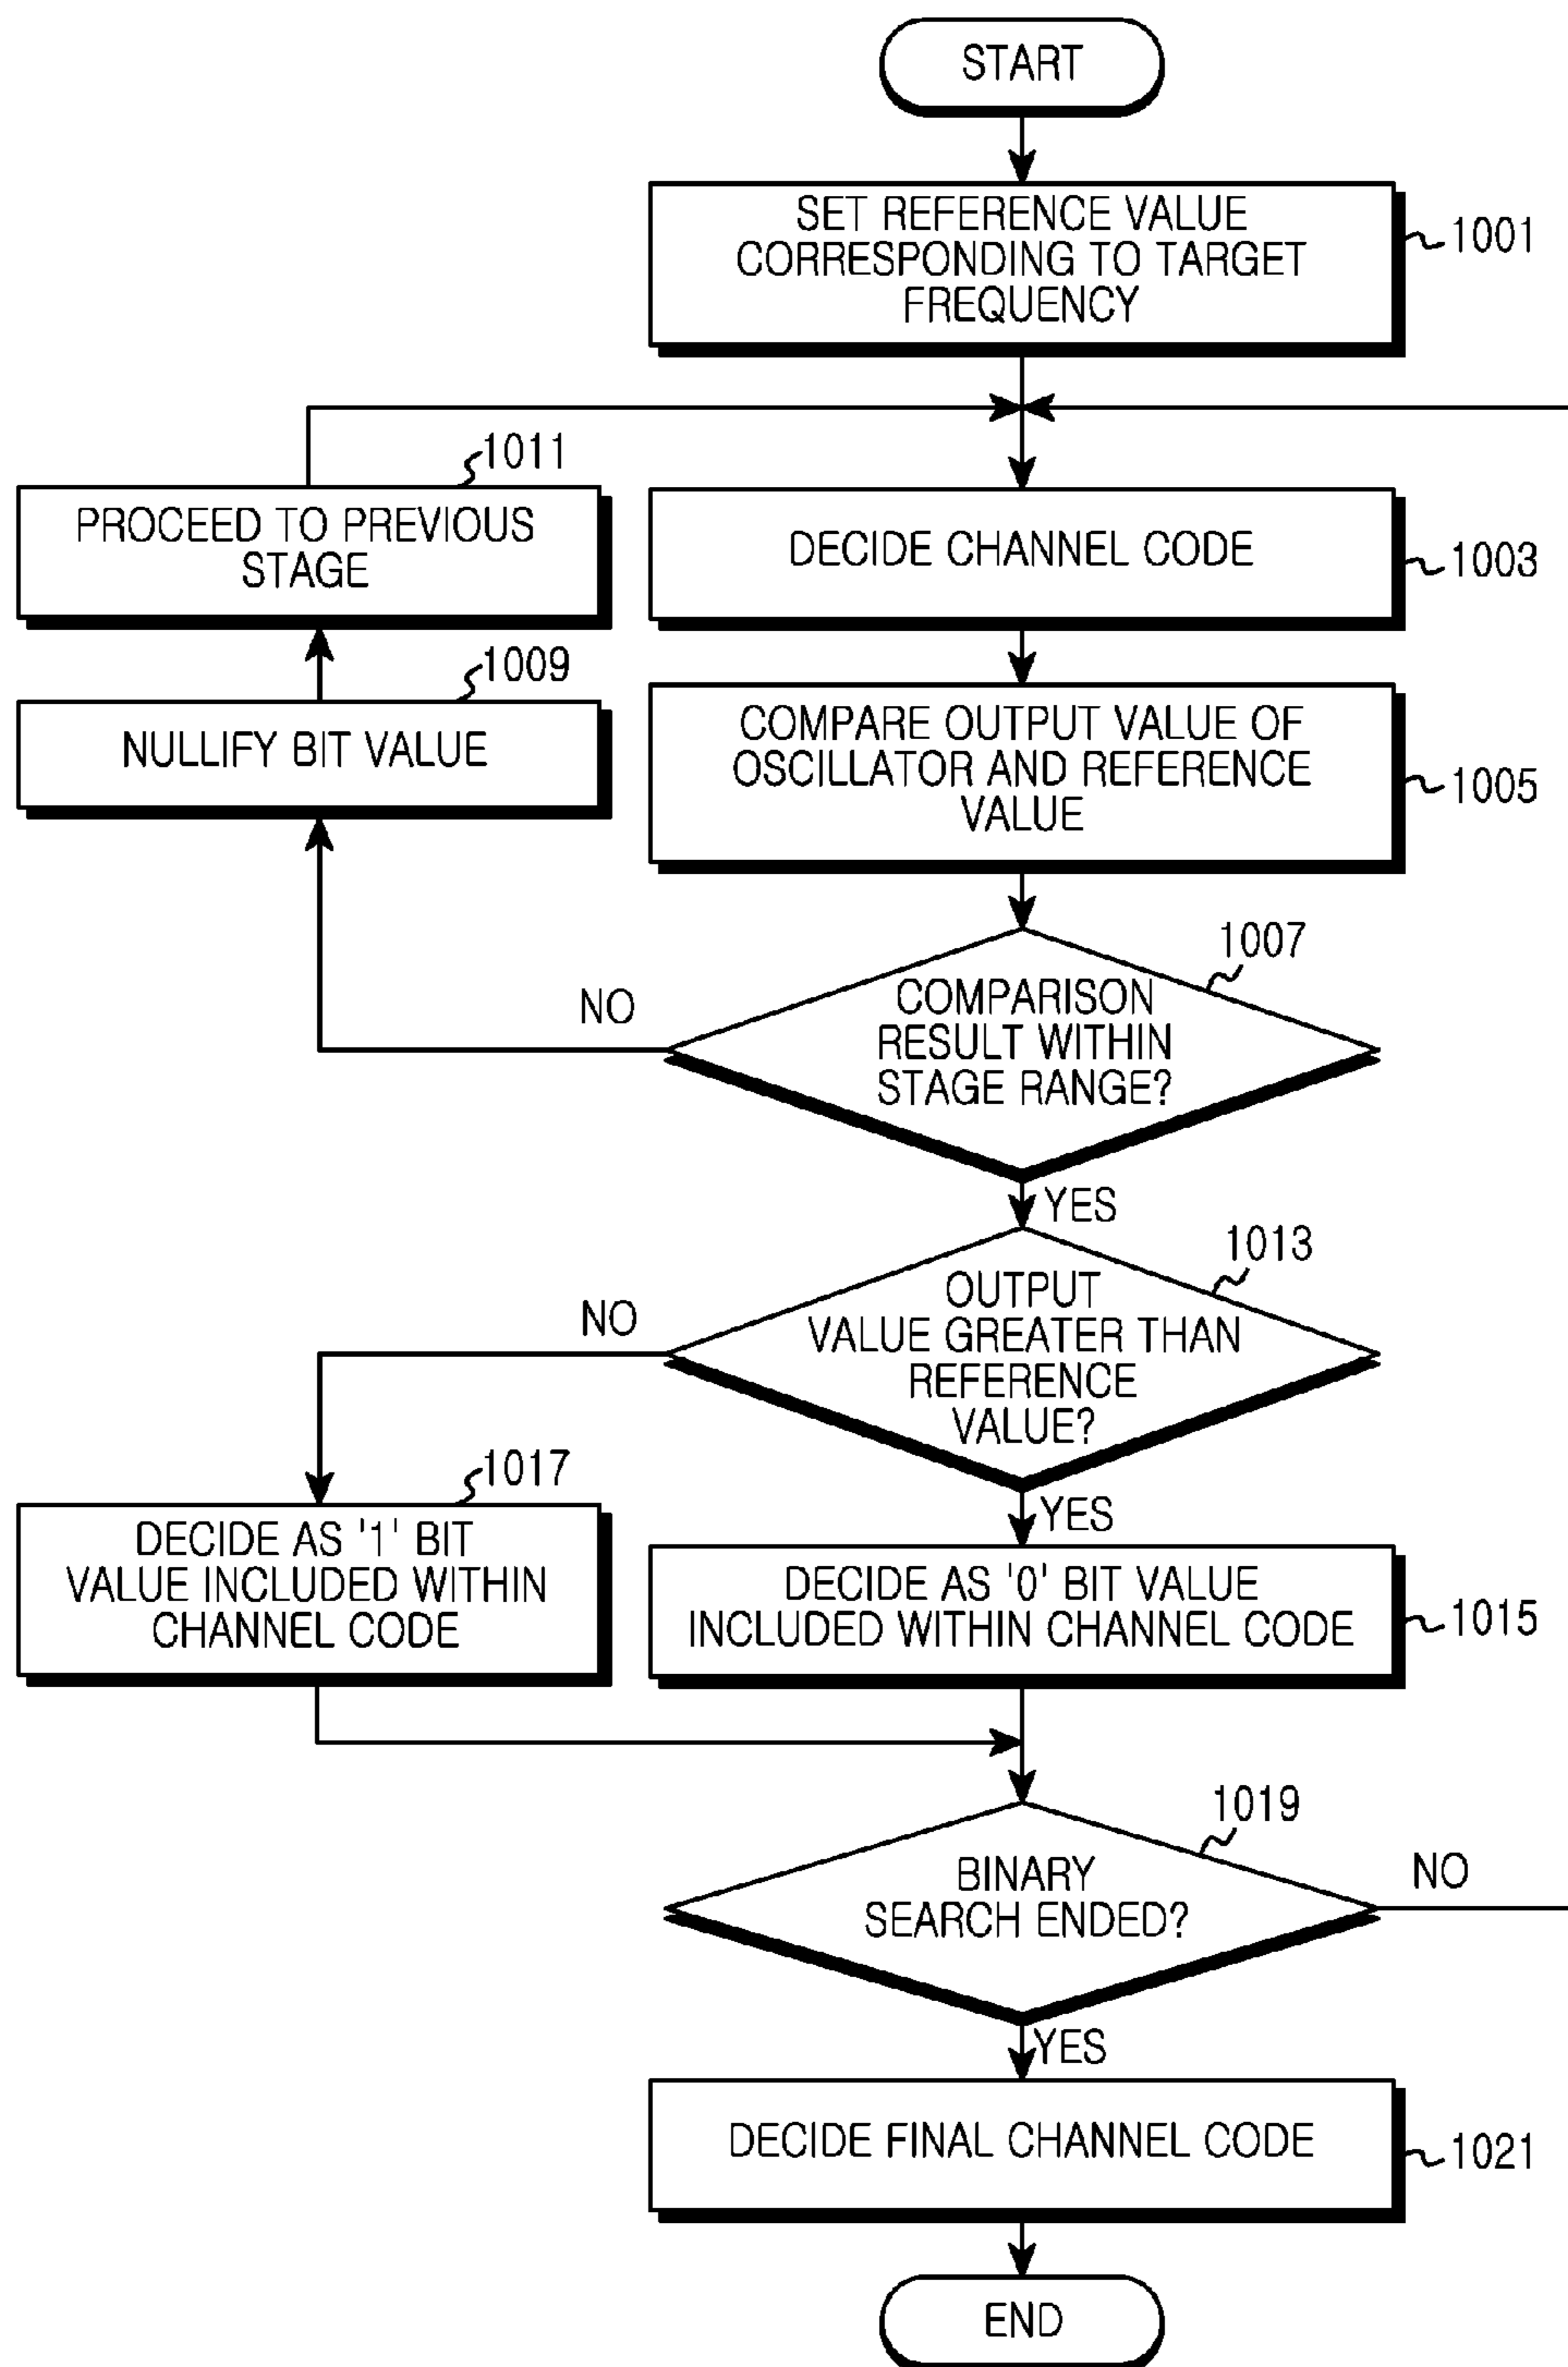 START
SET REFERENCE VALUE
CORRESPONDING TO TARGET
FREQUENCY
1001
1011
PROCEED TO PREVIOUS
STAGE
DECIDE CHANNEL CODE
1003
1009
NULLIFY BIT VALUE
COMPARE OUTPUT VALUE OF
OSCILLATOR AND REFERENCE
VALUE
1005
1007
NO
COMPARISON
RESULT WITHIN
STAGE RANGE?
YES
1013
NO
OUTPUT
VALUE GREATER THAN
REFERENCE
VALUE?
YES
1017
DECIDE AS '1' BIT
VALUE INCLUDED WITHIN
CHANNEL CODE
DECIDE AS '0' BIT VALUE
INCLUDED WITHIN CHANNEL CODE
1015
1019
BINARY
SEARCH ENDED?
NO
YES
DECIDE FINAL CHANNEL CODE
1021
END